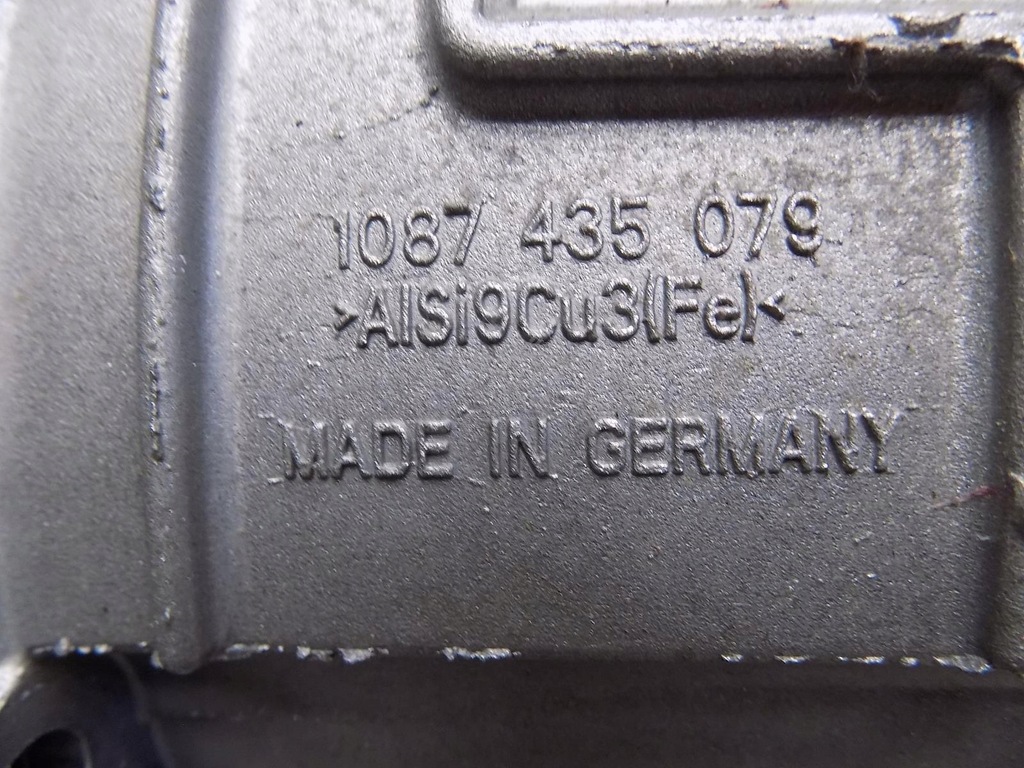 1087 435 079
>AlSi9Cu3(Fe)<
MADE IN GERMANY